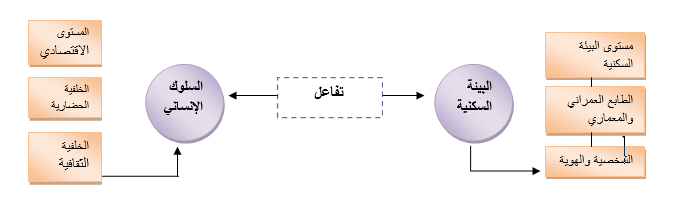 مستوى البيئة
السكنية
الطابع العمراني
والمعماري
الشخصية والهوية
البيئة
السكنية
تفاعل
السلوك
الإنساني
المستوى
الاقتصادي
الخلفية
الحضارية
الخلفية
الثقافية